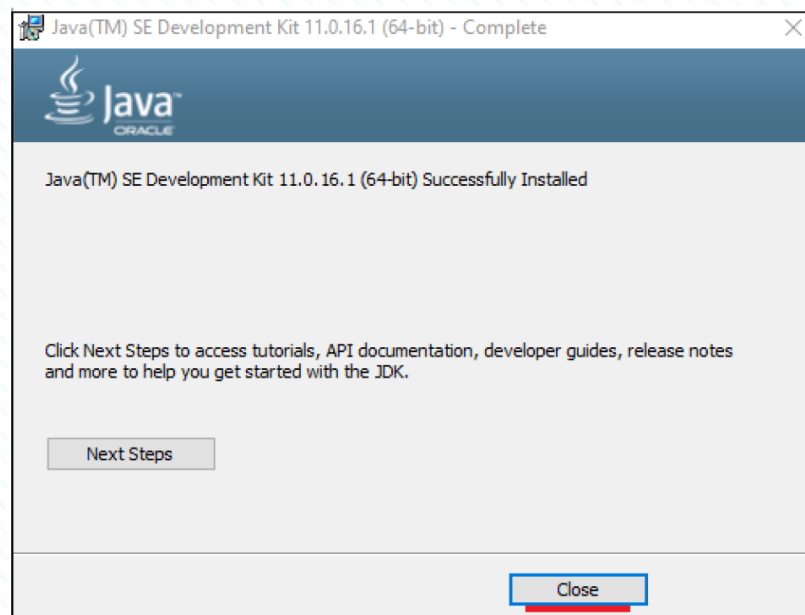 Java(TM) SE Development Kit 11.0.16.1 (64-bit) - Complete
Java™
ORACLE
Java(TM) SE Development Kit 11.0.16.1 (64-bit) Successfully Installed
Click Next Steps to access tutorials, API documentation, developer guides, release notes
and more to help you get started with the JDK.
Next Steps
Close